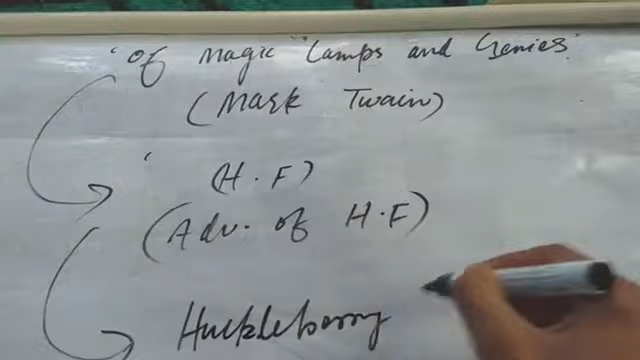 'Of Magic Lamps and Genies'
(Mark Twain)
(H.F)
(Adv. of H.F)
Huckleberry